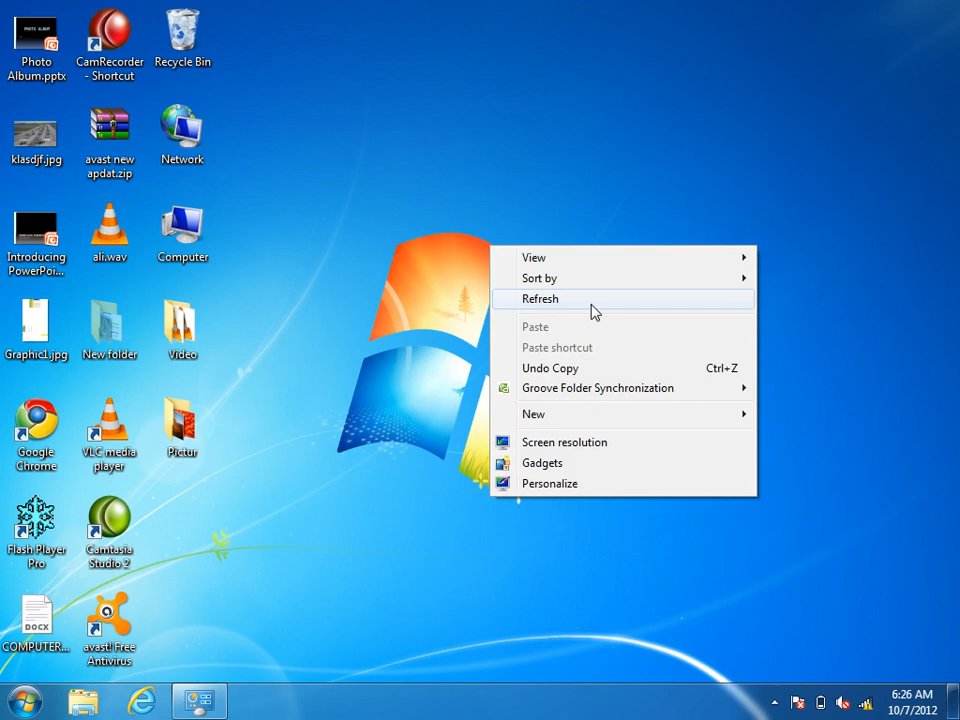 Photo
Album.pptx
CamRecorder
- Shortcut
Recycle Bin
klasdjf.jpg
avast new
apdat.zip
Network
Introducing
PowerPoi...
ali.wav
Computer
Graphic1.jpg
New folder
Video
Google
Chrome
VLC media
player
Pictur
Flash Player
Pro
Camtasia
Studio 2
DOCX
COMPUTER...
avast! Free
Antivirus
View
Sort by
Refresh
Paste
Paste shortcut
Undo Copy Ctrl+Z
Groove Folder Synchronization
New
Screen resolution
Gadgets
Personalize
6:26 AM
10/7/2012